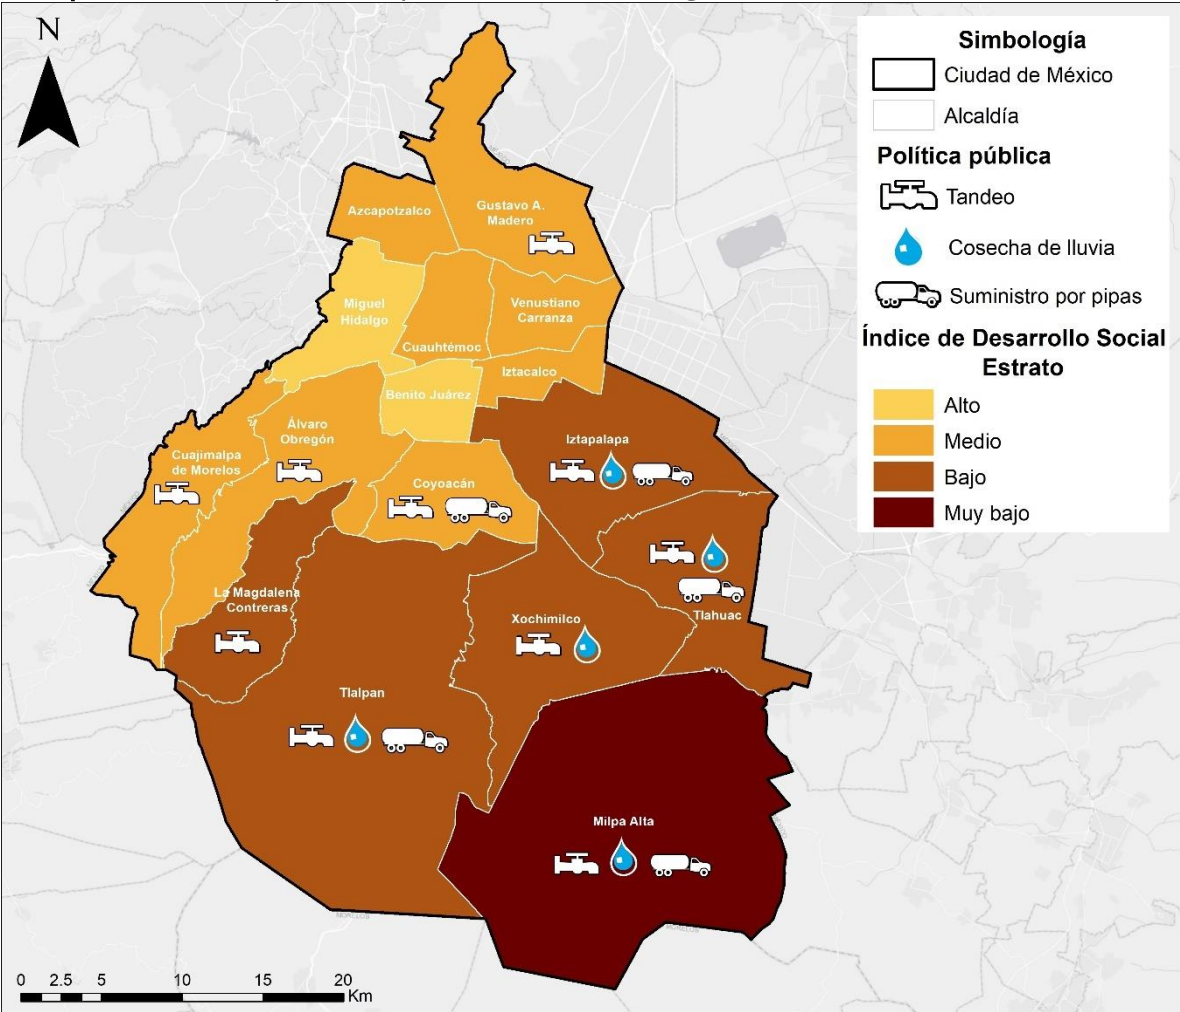 N
Simbología
Ciudad de México
Alcaldía
Política pública
Tandeo
Cosecha de lluvia
Suministro por pipas
Índice de Desarrollo Social
Estrato
Alto
Medio
Bajo
Muy bajo
Azcapotzalco
Gustavo A.
Madero
Miguel
Hidalgo
Venustiano
Carranza
Cuauhtémoc
Iztacalco
Benito Juárez
Álvaro
Obregón
Iztapalapa
Cuajimalpa
de Morelos
Coyoacán
La Magdalena
Contreras
Xochimilco
Tlahuac
Tlalpan
Milpa Alta
0 2.5 5 10 15 20
Km